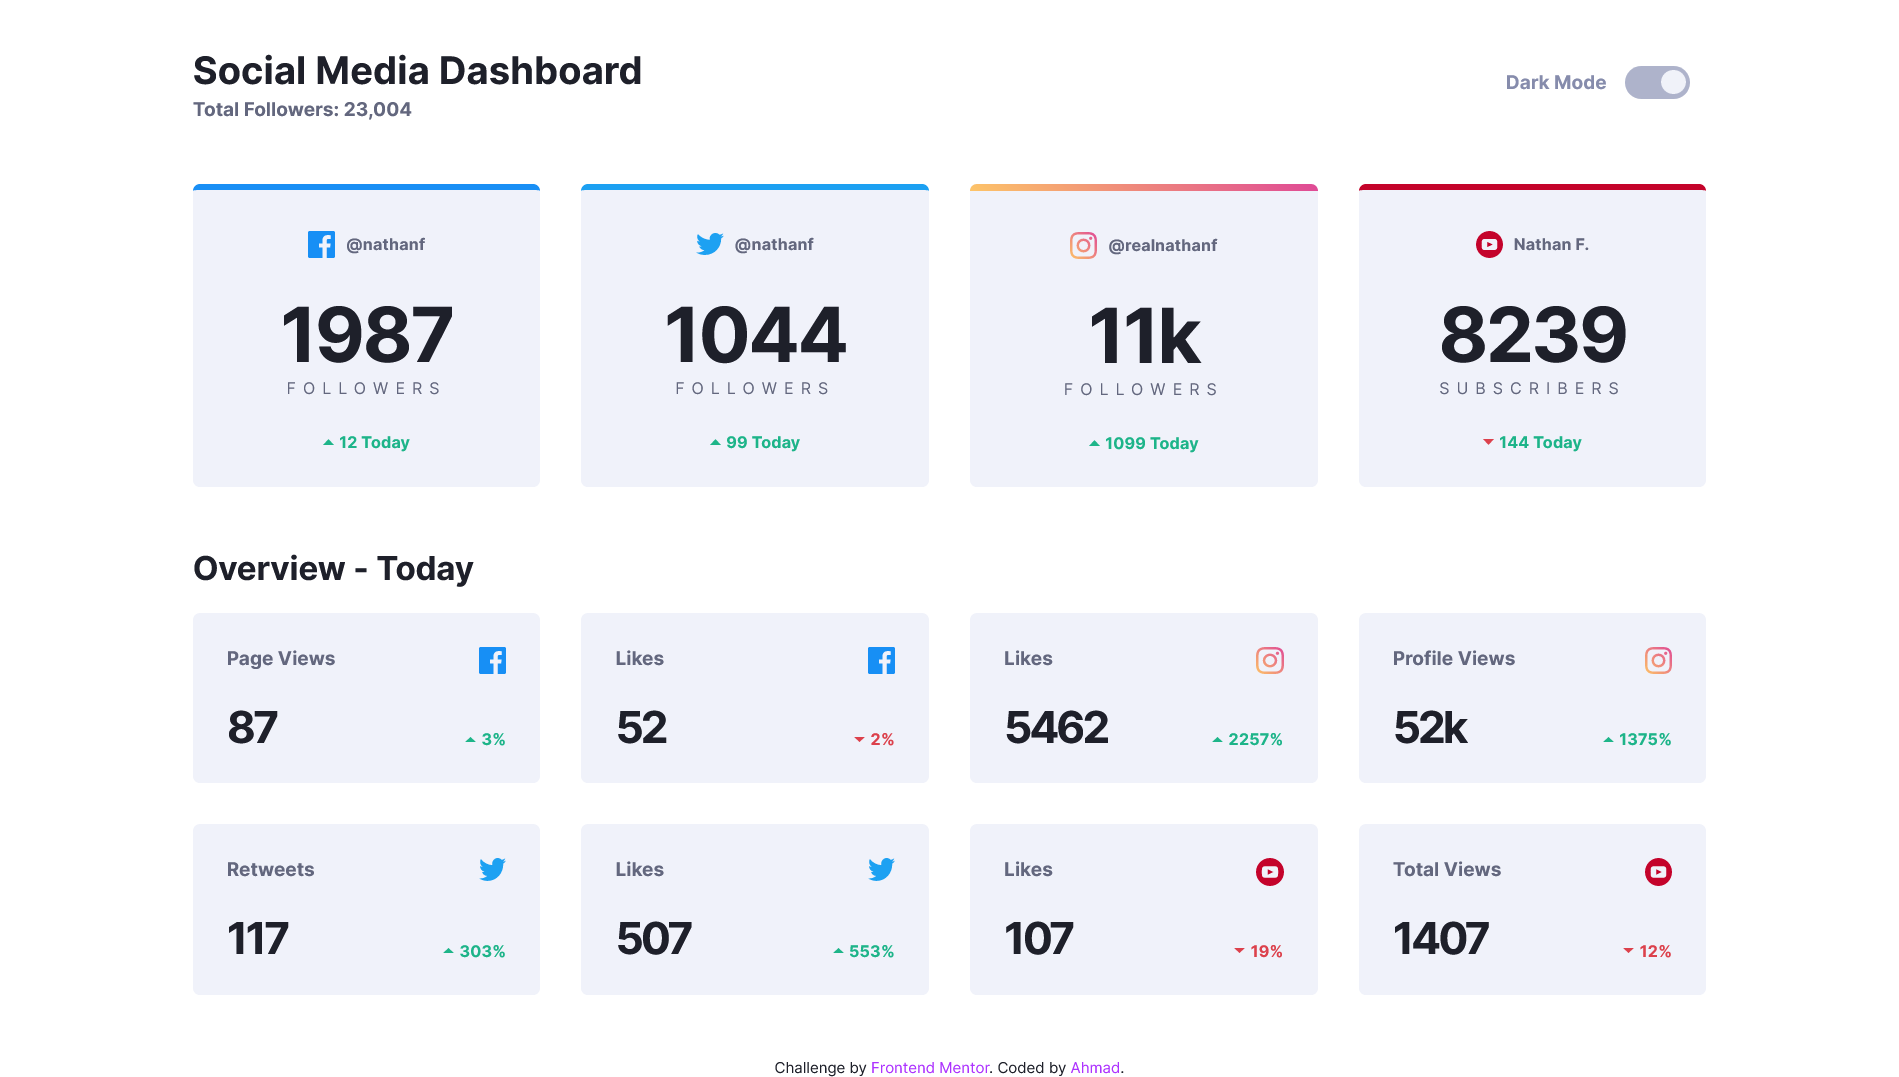 Social Media Dashboard
Total Followers: 23,004
Dark Mode
@nathanf
1987
FOLLOWERS
12 Today
@nathanf
1044
FOLLOWERS
99 Today
@realnathanf
11k
FOLLOWERS
1099 Today
Nathan F.
8239
SUBSCRIBERS
144 Today
Overview - Today
Page Views
87
3%
Likes
52
2%
Likes
5462
2257%
Profile Views
52k
1375%
Retweets
117
303%
Likes
507
553%
Likes
107
19%
Total Views
1407
12%
Challenge by Frontend Mentor. Coded by Ahmad.